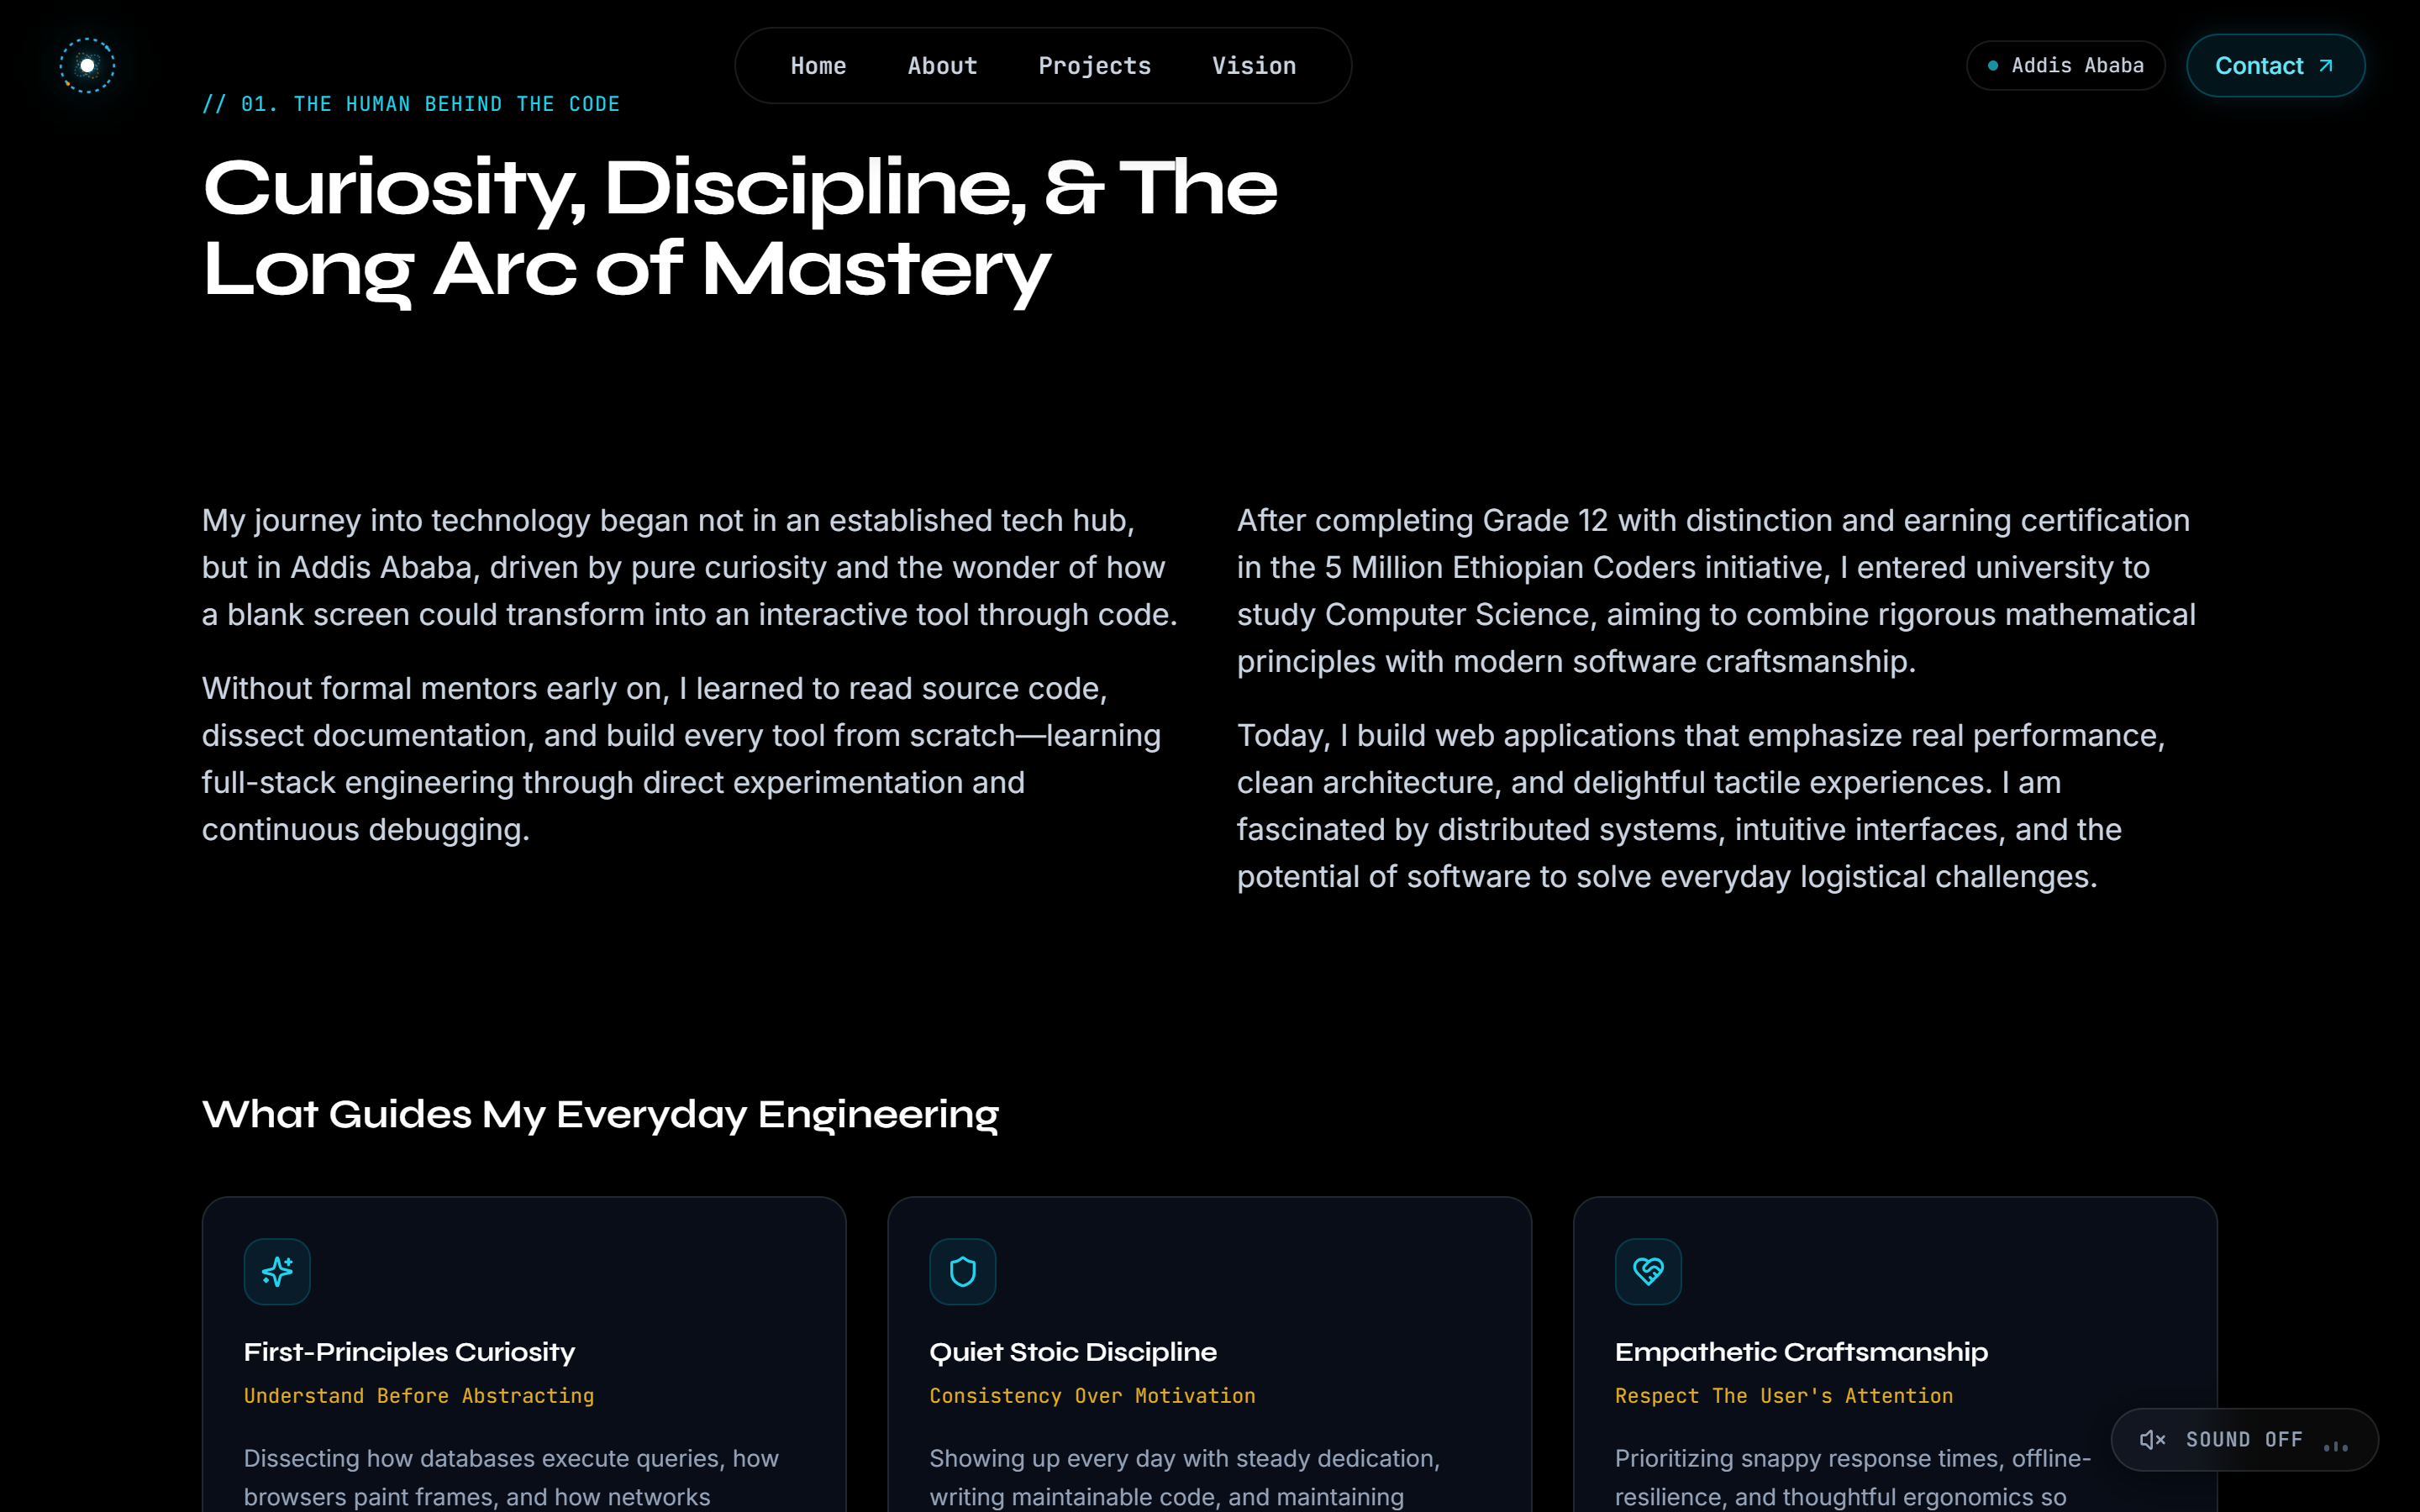 Home About Projects Vision
Addis Ababa
Contact
// 01. THE HUMAN BEHIND THE CODE
Curiosity, Discipline, & The
Long Arc of Mastery
My journey into technology began not in an established tech hub,
but in Addis Ababa, driven by pure curiosity and the wonder of how
a blank screen could transform into an interactive tool through code.
Without formal mentors early on, I learned to read source code,
dissect documentation, and build every tool from scratch—learning
full-stack engineering through direct experimentation and
continuous debugging.
After completing Grade 12 with distinction and earning certification
in the 5 Million Ethiopian Coders initiative, I entered university to
study Computer Science, aiming to combine rigorous mathematical
principles with modern software craftsmanship.
Today, I build web applications that emphasize real performance,
clean architecture, and delightful tactile experiences. I am
fascinated by distributed systems, intuitive interfaces, and the
potential of software to solve everyday logistical challenges.
What Guides My Everyday Engineering
First-Principles Curiosity
Understand Before Abstracting
Dissecting how databases execute queries, how
browsers paint frames, and how networks
Quiet Stoic Discipline
Consistency Over Motivation
Showing up every day with steady dedication,
writing maintainable code, and maintaining
Empathetic Craftsmanship
Respect The User's Attention
Prioritizing snappy response times, offline-
resilience, and thoughtful ergonomics so
SOUND OFF